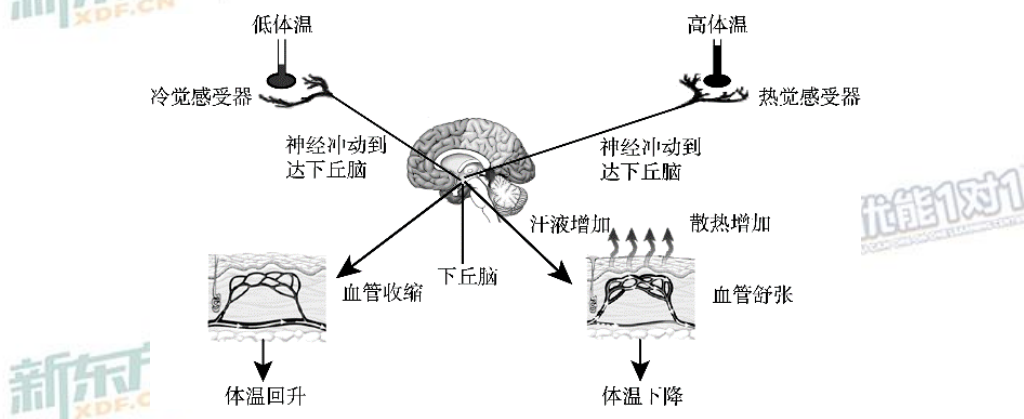 新东方
XDF.CN
低体温
高体温
冷觉感受器
热觉感受器
神经冲动到
达下丘脑
神经冲动到
达下丘脑
优能1对1
汗液增加
散热增加
下丘脑
血管收缩
血管舒张
新东方
XDF.C
体温回升
体温下降